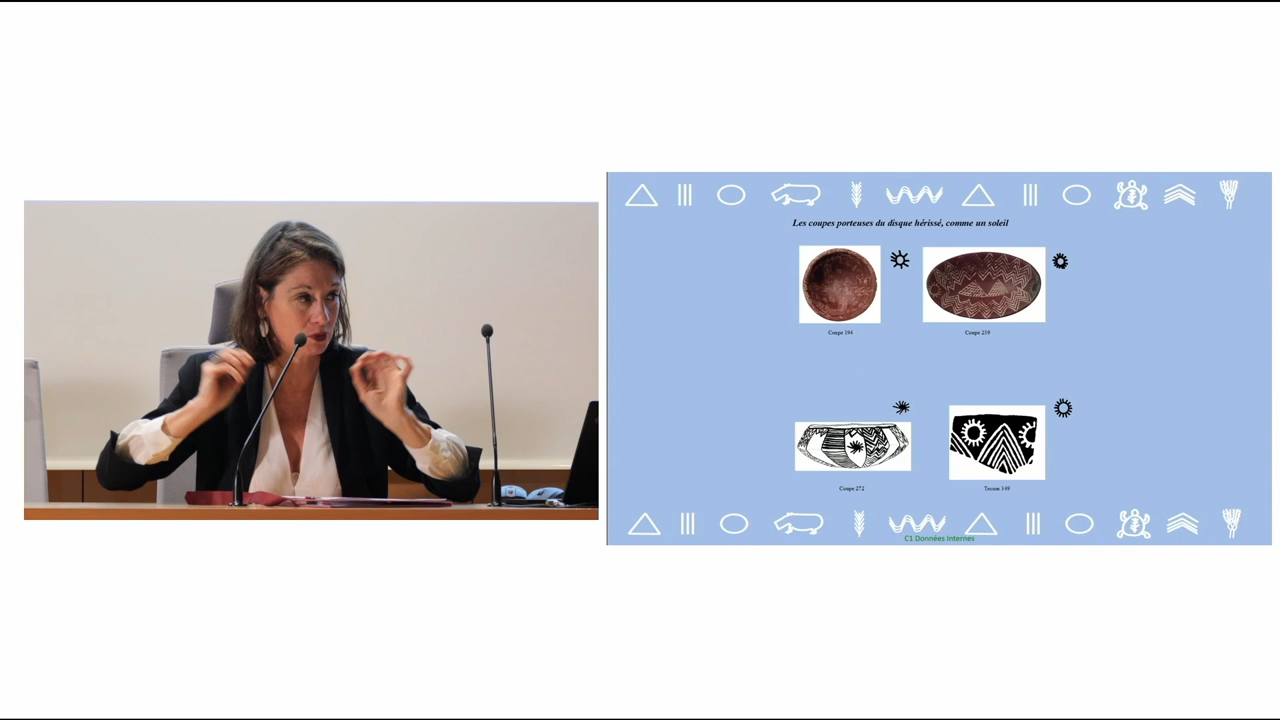 Les coupes porteuses du disque hérissé, comme un soleil
Coupe 194
Coupe 259
Coupe 272
Tesson 349
C1 Données Internes